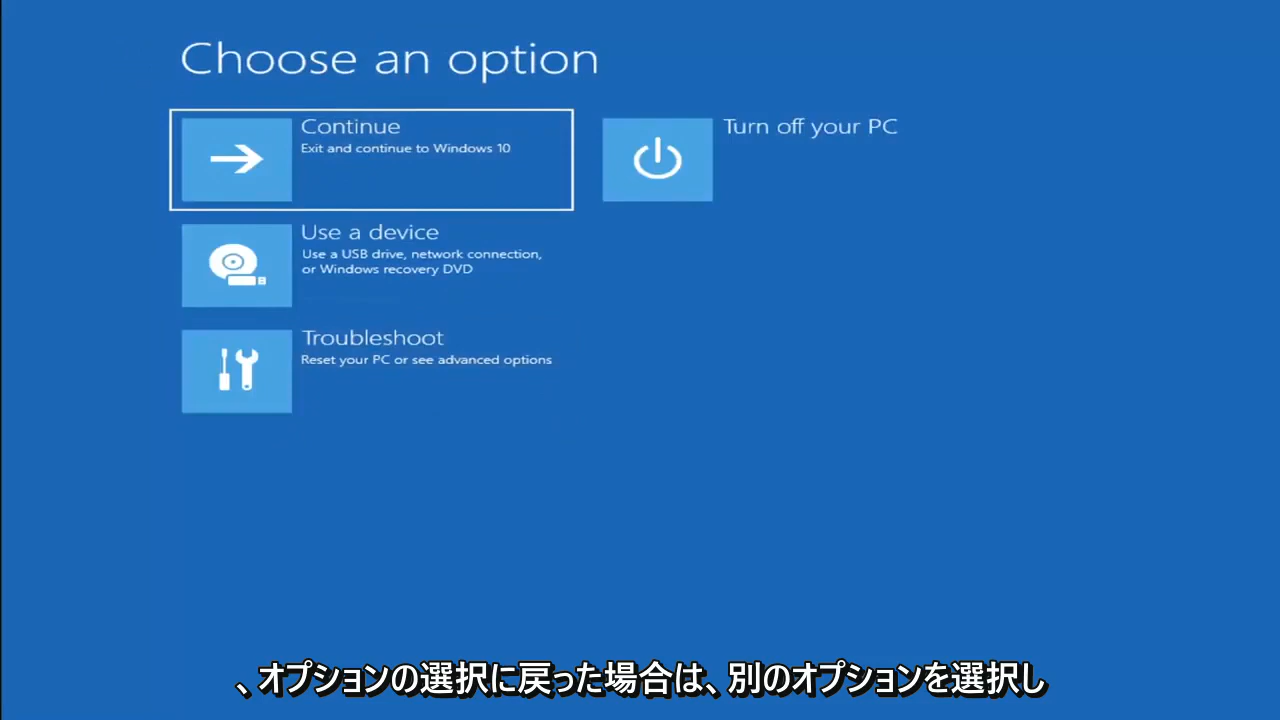 Choose an option
Continue
Exit and continue to Windows 10
Turn off your PC
Use a device
Use a USB drive, network connection,
or Windows recovery DVD
Troubleshoot
Reset your PC or see advanced options
、オプションの選択に戻った場合は、別のオプションを選択し